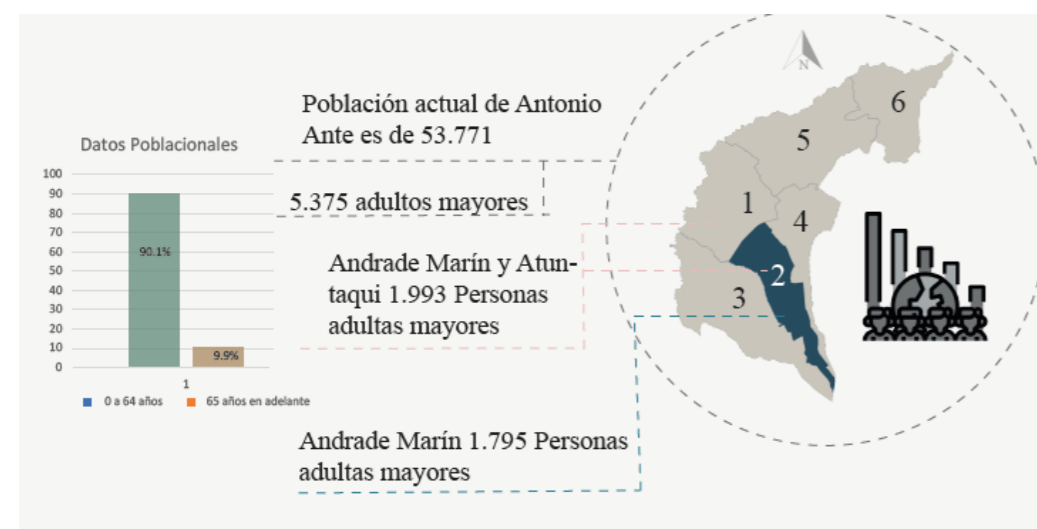 Población actual de Antonio
Ante es de 53.771
5.375 adultos mayores
Andrade Marín y Atun-
taqui 1.993 Personas
adultas mayores
Andrade Marín 1.795 Personas
adultas mayores
Datos Poblacionales
100
90
80
70
60
50
40
30
20
10
0
90.1%
9.9%
1
0 a 64 años
65 años en adelante
N
6
5
1
4
2
3